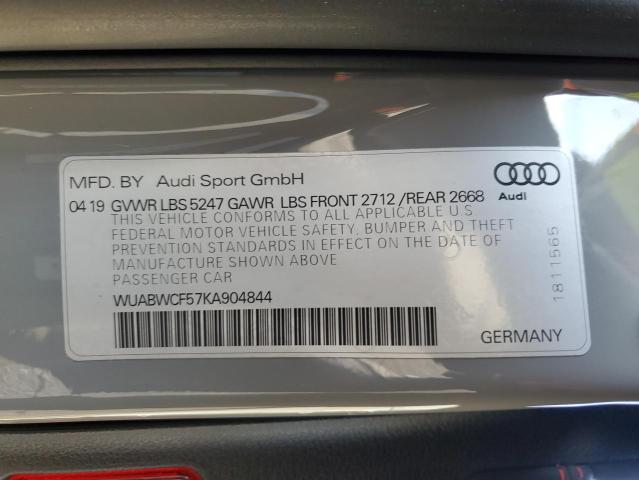 MFD. BY Audi Sport GmbH
04 19 GVWR LBS 5247 GAWR LBS FRONT 2712 /REAR 2668
Audi
THIS VEHICLE CONFORMS TO ALL APPLICABLE U S
FEDERAL MOTOR VEHICLE SAFETY, BUMPER AND THEFT
PREVENTION STANDARDS IN EFFECT ON THE DATE OF
MANUFACTURE SHOWN ABOVE
PASSENGER CAR
WUABWCF57KA904844
1811565
GERMANY